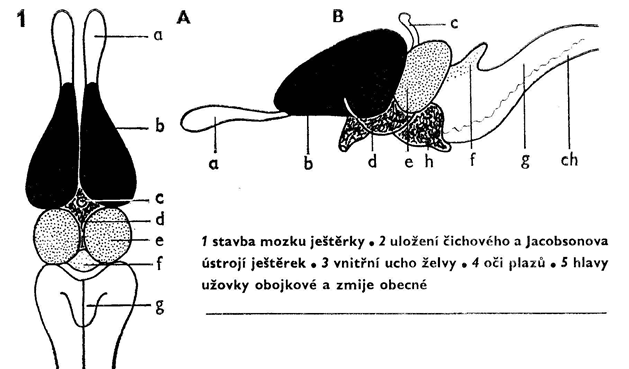 1 A B
a
b
c
d
e
f
g
c
a b d e h f g ch
1 stavba mozku ještěrky • 2 uložení čichového a Jacobsonova
ústrojí ještěrek • 3 vnitřní ucho želvy • 4 oči plazů • 5 hlavy
užovky obojkové a zmije obecné